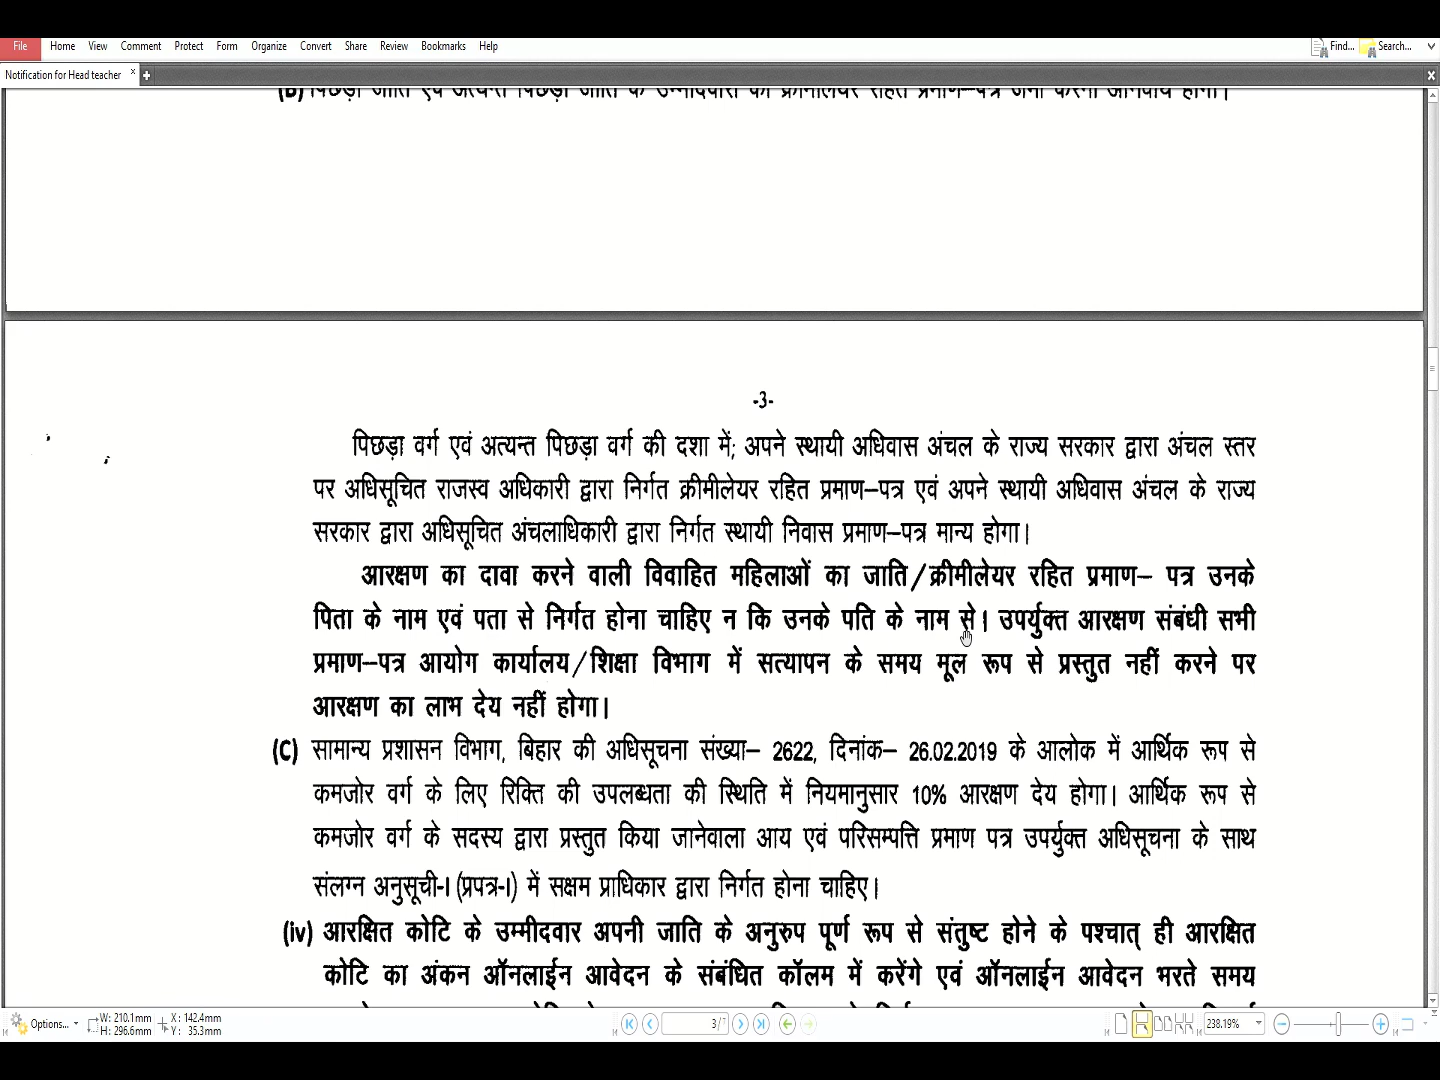 File Home View Comment Protect Form Organize Convert Share Review Bookmarks Help Find... Search...
Notification for Head teacher
-3-
पिछड़ा वर्ग एवं अत्यन्त पिछड़ा वर्ग की दशा में; अपने स्थायी अधिवास अंचल के राज्य सरकार द्वारा अंचल स्तर
पर अधिसूचित राजस्व अधिकारी द्वारा निर्गत क्रीमीलेयर रहित प्रमाण–पत्र एवं अपने स्थायी अधिवास अंचल के राज्य
सरकार द्वारा अधिसूचित अंचलाधिकारी द्वारा निर्गत स्थायी निवास प्रमाण–पत्र मान्य होगा।
आरक्षण का दावा करने वाली विवाहित महिलाओं का जाति/क्रीमीलेयर रहित प्रमाण– पत्र उनके
पिता के नाम एवं पता से निर्गत होना चाहिए न कि उनके पति के नाम से। उपर्युक्त आरक्षण संबंधी सभी
प्रमाण–पत्र आयोग कार्यालय/शिक्षा विभाग में सत्यापन के समय मूल रूप से प्रस्तुत नहीं करने पर
आरक्षण का लाभ देय नहीं होगा।
(C) सामान्य प्रशासन विभाग, बिहार की अधिसूचना संख्या– 2622, दिनांक– 26.02.2019 के आलोक में आर्थिक रूप से
कमजोर वर्ग के लिए रिक्ति की उपलब्धता की स्थिति में नियमानुसार 10% आरक्षण देय होगा। आर्थिक रूप से
कमजोर वर्ग के सदस्य द्वारा प्रस्तुत किया जानेवाला आय एवं परिसम्पत्ति प्रमाण पत्र उपर्युक्त अधिसूचना के साथ
संलग्न अनुसूची-I (प्रपत्र-I) में सक्षम प्राधिकार द्वारा निर्गत होना चाहिए।
(iv) आरक्षित कोटि के उम्मीदवार अपनी जाति के अनुरुप पूर्ण रूप से संतुष्ट होने के पश्चात् ही आरक्षित
कोटि का अंकन ऑनलाईन आवेदन के संबंधित कॉलम में करेंगे एवं ऑनलाईन आवेदन भरते समय
Options... W: 210.1mm X: 142.4mm 3/ 238.19%
H: 296.6mm Y: 35.3mm